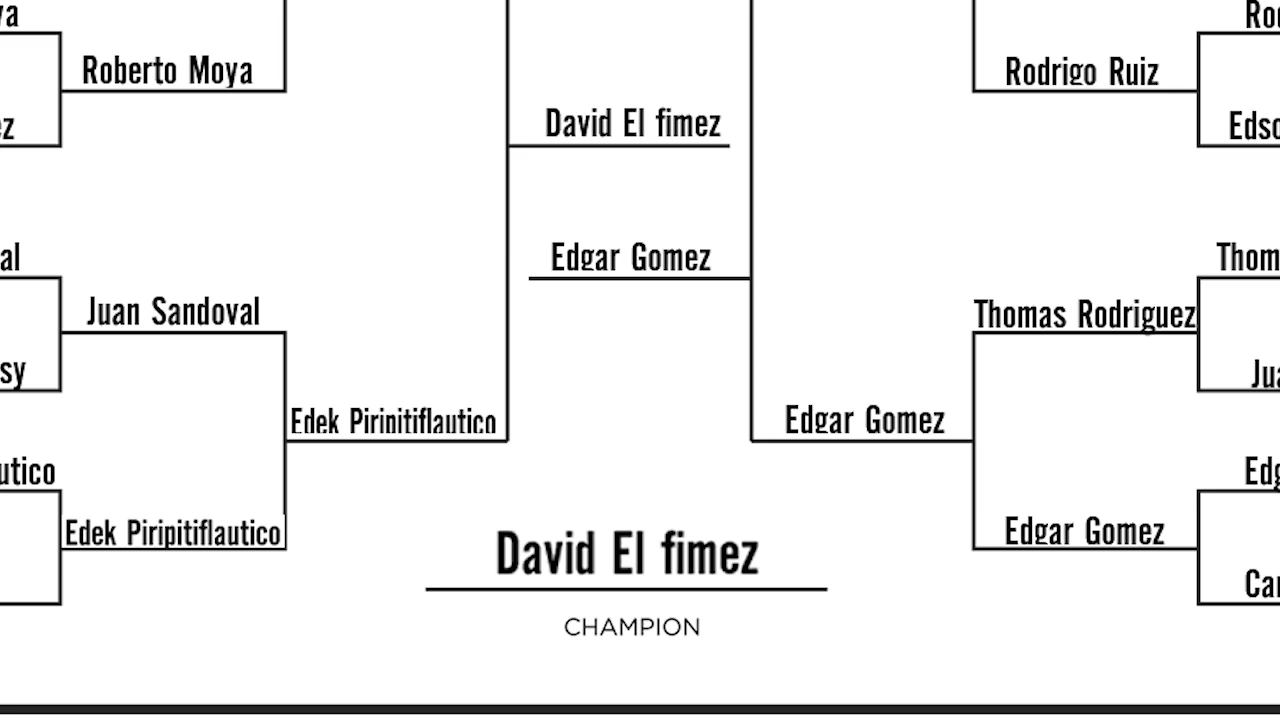 Roberto Moya
Rodrigo Ruiz
David El fimez
Edgar Gomez
Juan Sandoval
Thomas Rodriguez
Edek Piripitiflautico
Edgar Gomez
Edek Piripitiflautico
Edgar Gomez
David El fimez
CHAMPION